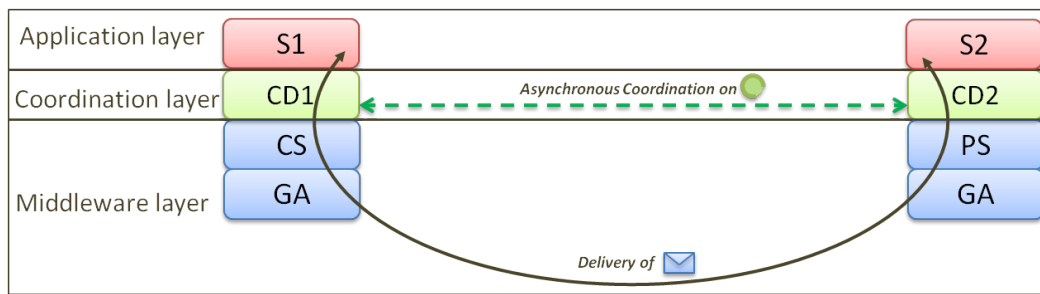 Application layer
S1
S2
Coordination layer
CD1
Asynchronous Coordination on
CD2
CS
PS
Middleware layer
GA
GA
Delivery of